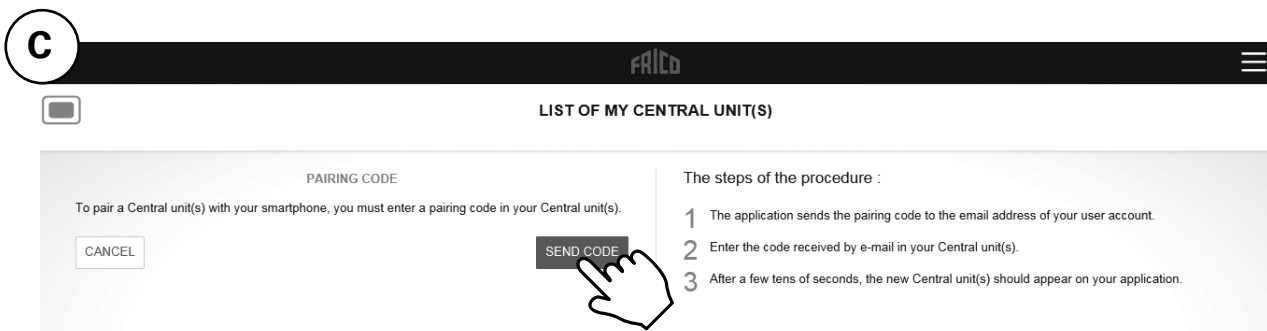 C
FRICO
LIST OF MY CENTRAL UNIT(S)
PAIRING CODE
To pair a Central unit(s) with your smartphone, you must enter a pairing code in your Central unit(s).
CANCEL
SEND CODE
The steps of the procedure :
1 The application sends the pairing code to the email address of your user account.
2 Enter the code received by e-mail in your Central unit(s).
3 After a few tens of seconds, the new Central unit(s) should appear on your application.